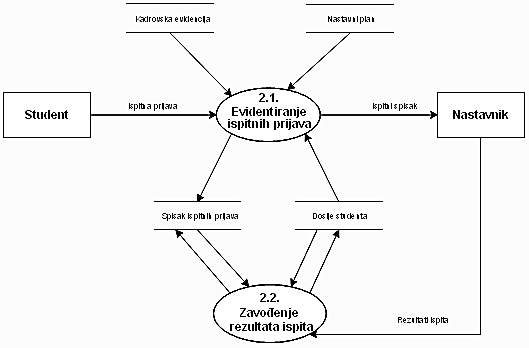 Kadrovska evidencija
Nastavni plan
Student
Ispitna prijava
2.1.
Evidentiranje
ispitnih prijava
Ispitni spisak
Nastavnik
Spisak ispitnih prijava
Dosije studenta
2.2.
Zavođenje
rezultata ispita
Rezultati ispita